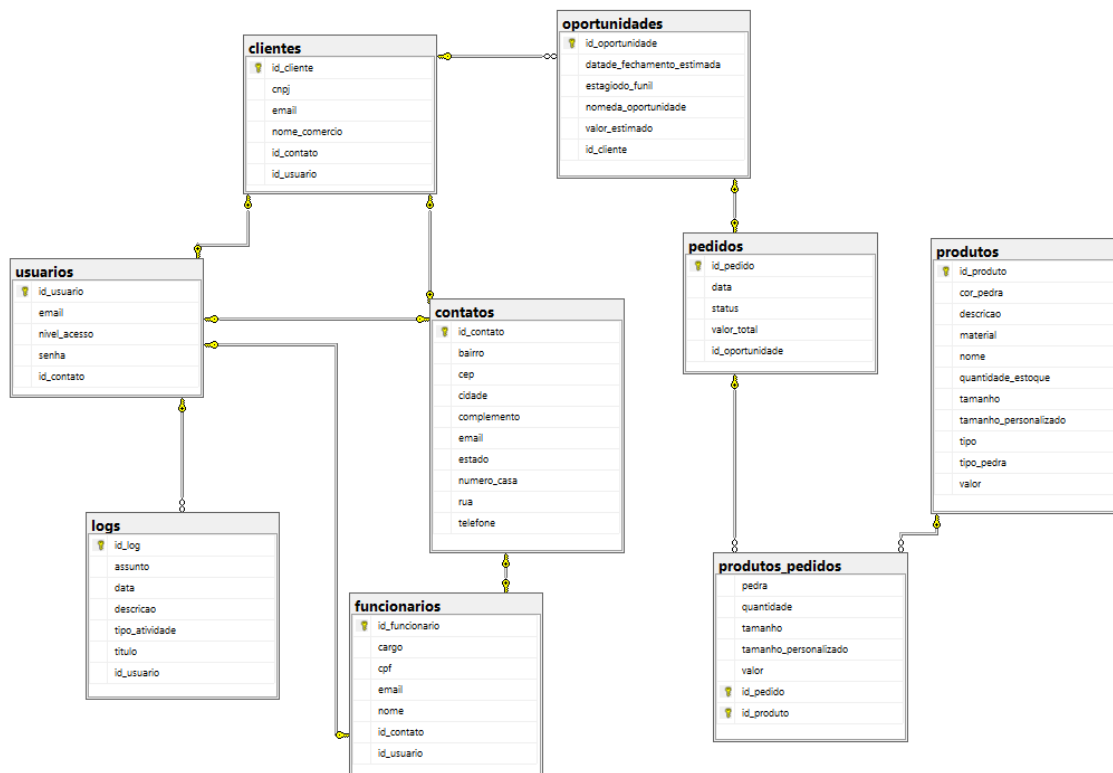 oportunidades
id_oportunidade
datade_fechamento_estimada
estagiodo_funil
nomeda_oportunidade
valor_estimado
id_cliente
clientes
id_cliente
cnpj
email
nome_comercio
id_contato
id_usuario
pedidos
id_pedido
data
status
valor_total
id_oportunidade
produtos
id_produto
cor_pedra
descricao
material
nome
quantidade_estoque
tamanho
tamanho_personalizado
tipo
tipo_pedra
valor
usuarios
id_usuario
email
nivel_acesso
senha
id_contato
contatos
id_contato
bairro
cep
cidade
complemento
email
estado
numero_casa
rua
telefone
logs
id_log
assunto
data
descricao
tipo_atividade
titulo
id_usuario
produtos_pedidos
pedra
quantidade
tamanho
tamanho_personalizado
valor
id_pedido
id_produto
funcionarios
id_funcionario
cargo
cpf
email
nome
id_contato
id_usuario